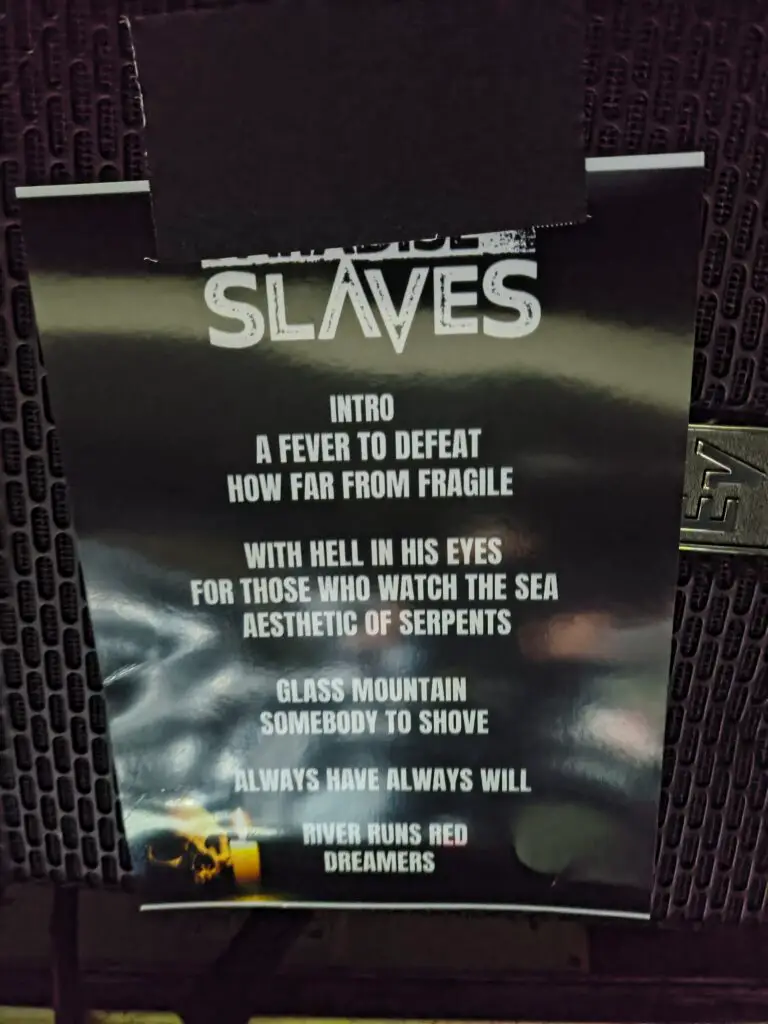 SLAVES
INTRO
A FEVER TO DEFEAT
HOW FAR FROM FRAGILE
WITH HELL IN HIS EYES
FOR THOSE WHO WATCH THE SEA
AESTHETIC OF SERPENTS
GLASS MOUNTAIN
SOMEBODY TO SHOVE
ALWAYS HAVE ALWAYS WILL
RIVER RUNS RED
DREAMERS
EV